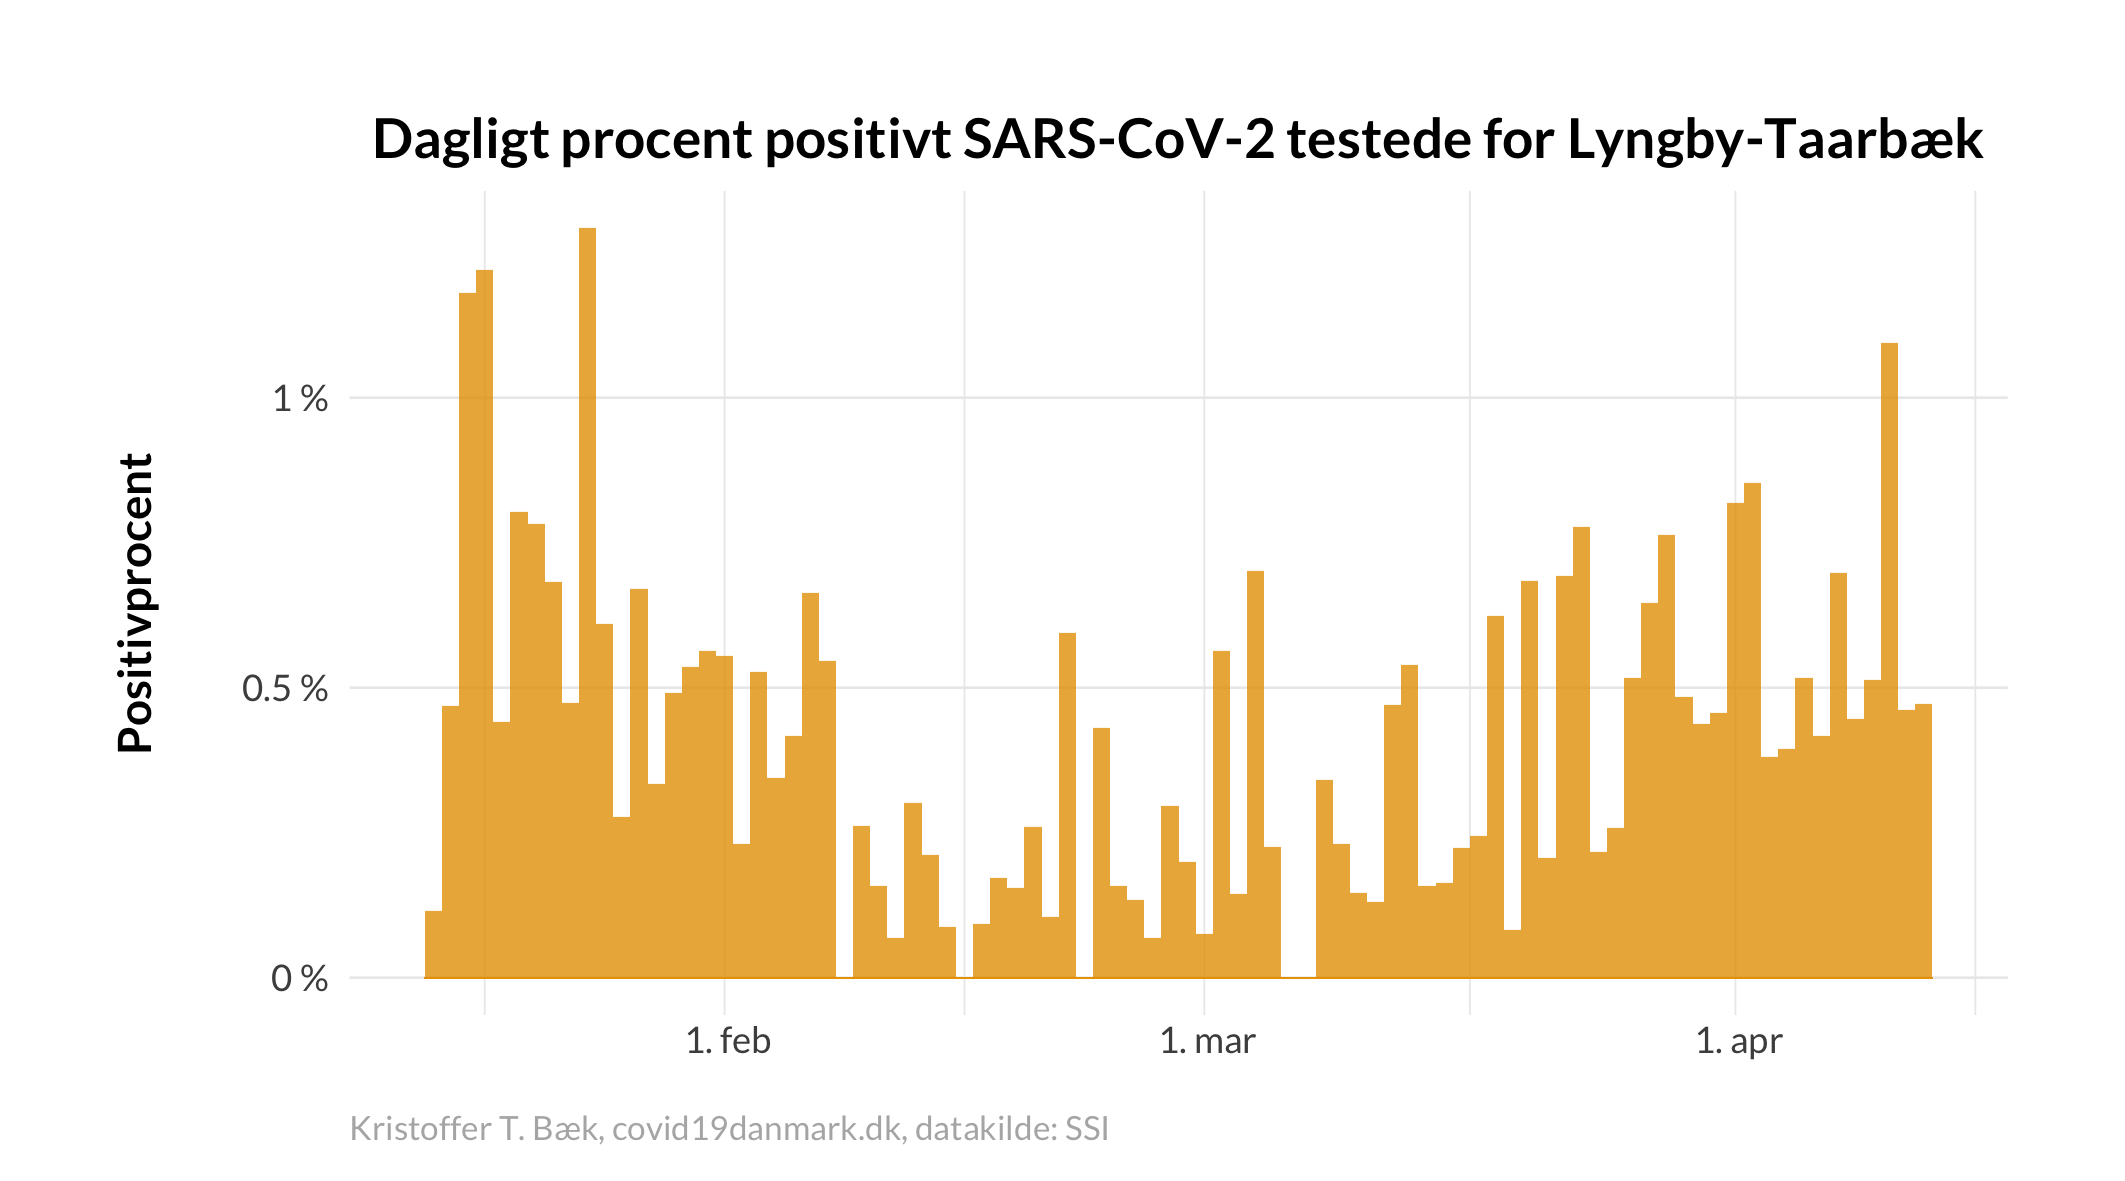 Dagligt procent positivt SARS-CoV-2 testede for Lyngby-Taarbæk
Positivprocent
1 %
0.5 %
0 %
1. feb
1. mar
1. apr
Kristoffer T. Bæk, covid19danmark.dk, datakilde: SSI